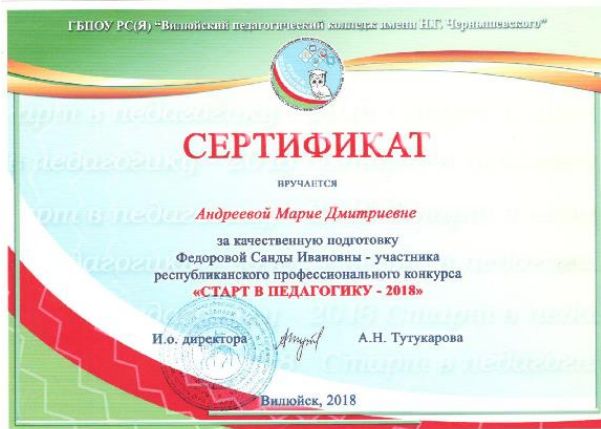 ГБПОУ РС(Я) "Вилюйский педагогический колледж имени Н.Г. Чернышевского"
СЕРТИФИКАТ
ВРУЧАЕТСЯ
Андреевой Марие Дмитриевне
за качественную подготовку
Федоровой Санды Ивановны - участника
республиканского профессионального конкурса
«СТАРТ В ПЕДАГОГИКУ - 2018»
И.о. директора А.Н. Тутукарова
Вилюйск, 2018